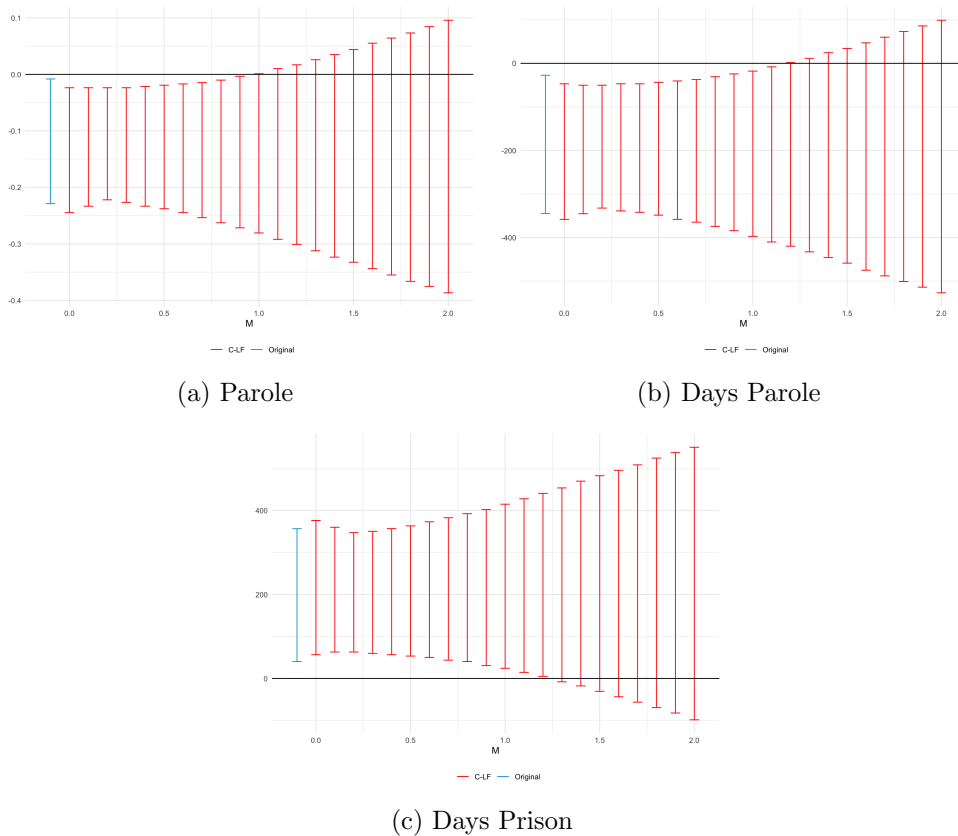 0.1
0.0
-0.1
-0.2
-0.3
-0.4
0.0 0.5 1.0 1.5 2.0
M
C-LF Original
(a) Parole
0
-200
-400
0.0 0.5 1.0 1.5 2.0
M
C-LF Original
(b) Days Parole
400
200
0
0.0 0.5 1.0 1.5 2.0
M
C-LF Original
(c) Days Prison